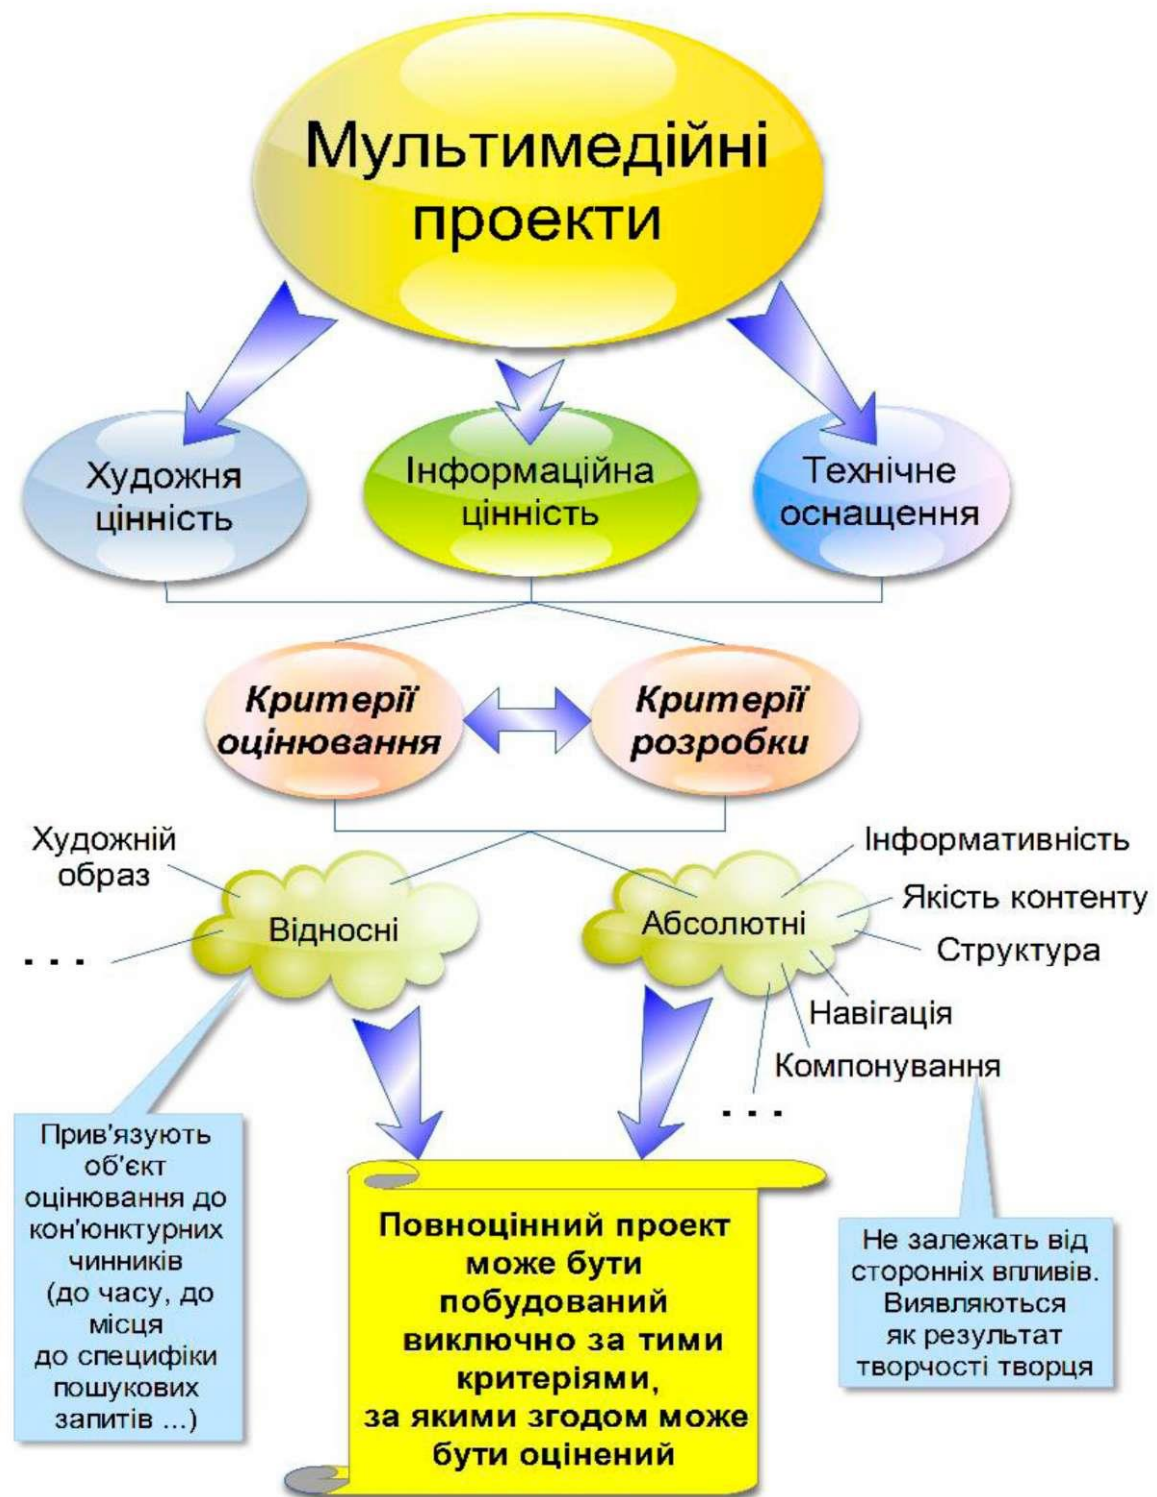 Мультимедійні
проекти
Художня
цінність
Інформаційна
цінність
Технічне
оснащення
Критерії
оцінювання
Критерії
розробки
Художній
образ
. . .
Відносні
Абсолютні
Інформативність
Якість контенту
Структура
Навігація
Компонування
. . .
Прив'язують
об'єкт
оцінювання до
кон'юнктурних
чинників
(до часу, до
місця
до специфіки
пошукових
запитів ...)
Повноцінний проект
може бути
побудований
виключно за тими
критеріями,
за якими згодом може
бути оцінений
Не залежать від
сторонніх впливів.
Виявляються
як результат
творчості творця